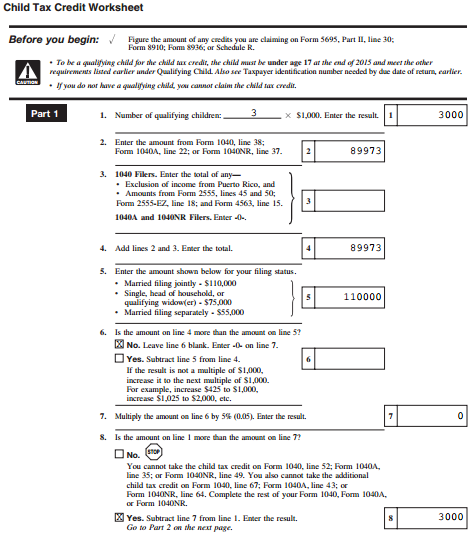 Child Tax Credit Worksheet
Before you begin: √ Figure the amount of any credits you are claiming on Form 5695, Part II, line 30;
Form 8910; Form 8936; or Schedule R.
CAUTION
• To be a qualifying child for the child tax credit, the child must be under age 17 at the end of 2015 and meet the other
requirements listed earlier under Qualifying Child. Also see Taxpayer identification number needed by due date of return, earlier.
• If you do not have a qualifying child, you cannot claim the child tax credit.
Part 1
1. Number of qualifying children: 3 × $1,000. Enter the result. 1 3000
2. Enter the amount from Form 1040, line 38;
Form 1040A, line 22; or Form 1040NR, line 37. 2 89973
3. 1040 Filers. Enter the total of any—
• Exclusion of income from Puerto Rico, and
• Amounts from Form 2555, lines 45 and 50;
Form 2555-EZ, line 18; and Form 4563, line 15. 3
1040A and 1040NR Filers. Enter -0-.
4. Add lines 2 and 3. Enter the total. 4 89973
5. Enter the amount shown below for your filing status.
• Married filing jointly - $110,000
• Single, head of household, or
qualifying widow(er) - $75,000 5 110000
• Married filing separately - $55,000
6. Is the amount on line 4 more than the amount on line 5?
X No. Leave line 6 blank. Enter -0- on line 7.
Yes. Subtract line 5 from line 4. 6
If the result is not a multiple of $1,000,
increase it to the next multiple of $1,000.
For example, increase $425 to $1,000,
increase $1,025 to $2,000, etc.
7. Multiply the amount on line 6 by 5% (0.05). Enter the result. 7 0
8. Is the amount on line 1 more than the amount on line 7?
No. STOP
You cannot take the child tax credit on Form 1040, line 52; Form 1040A,
line 35; or Form 1040NR, line 49. You also cannot take the additional
child tax credit on Form 1040, line 67; Form 1040A, line 43; or
Form 1040NR, line 64. Complete the rest of your Form 1040, Form 1040A,
or Form 1040NR.
X Yes. Subtract line 7 from line 1. Enter the result. 8 3000
Go to Part 2 on the next page.